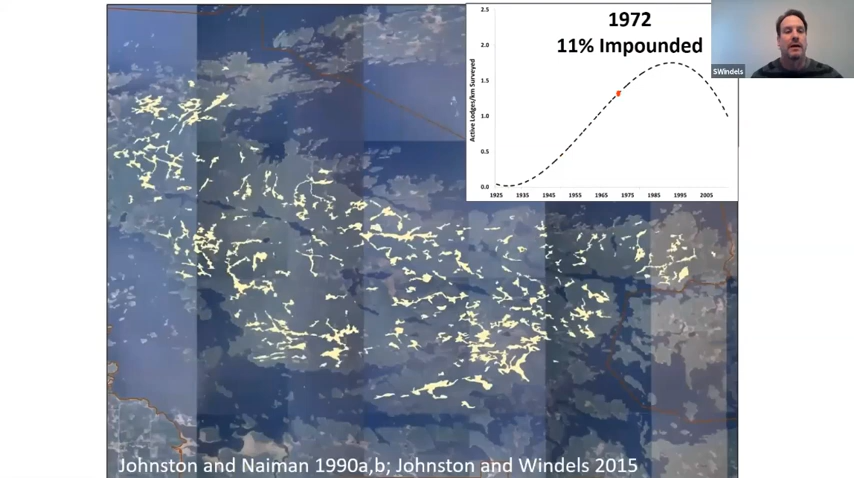 1972
11% Impounded
Active Lodges/km Surveyed
2.5
2.0
1.5
1.0
0.5
0.0
1925 1935 1945 1955 1965 1975 1985 1995 2005
SWindels
Johnston and Naiman 1990a,b; Johnston and Windels 2015